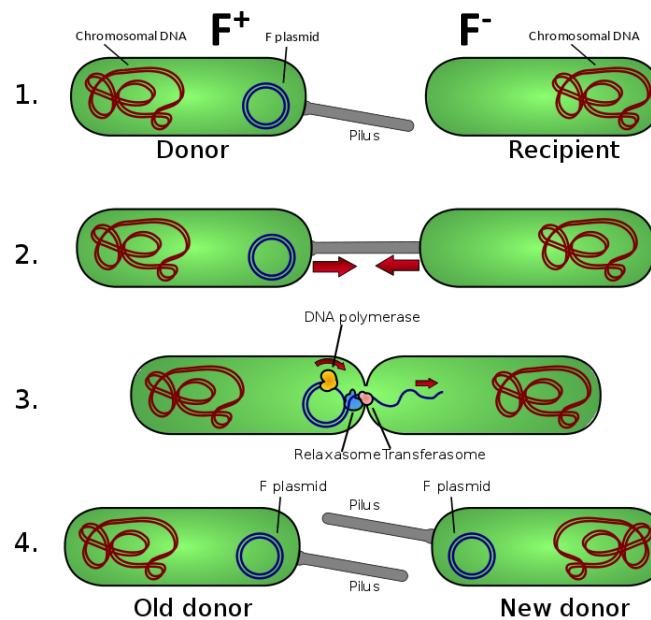 F+ F-
Chromosomal DNA F plasmid Chromosomal DNA
1.
Pilus
Donor Recipient
2.
DNA polymerase
3.
Relaxasome Transferasome
F plasmid Pilus F plasmid
4.
Pilus
Old donor New donor